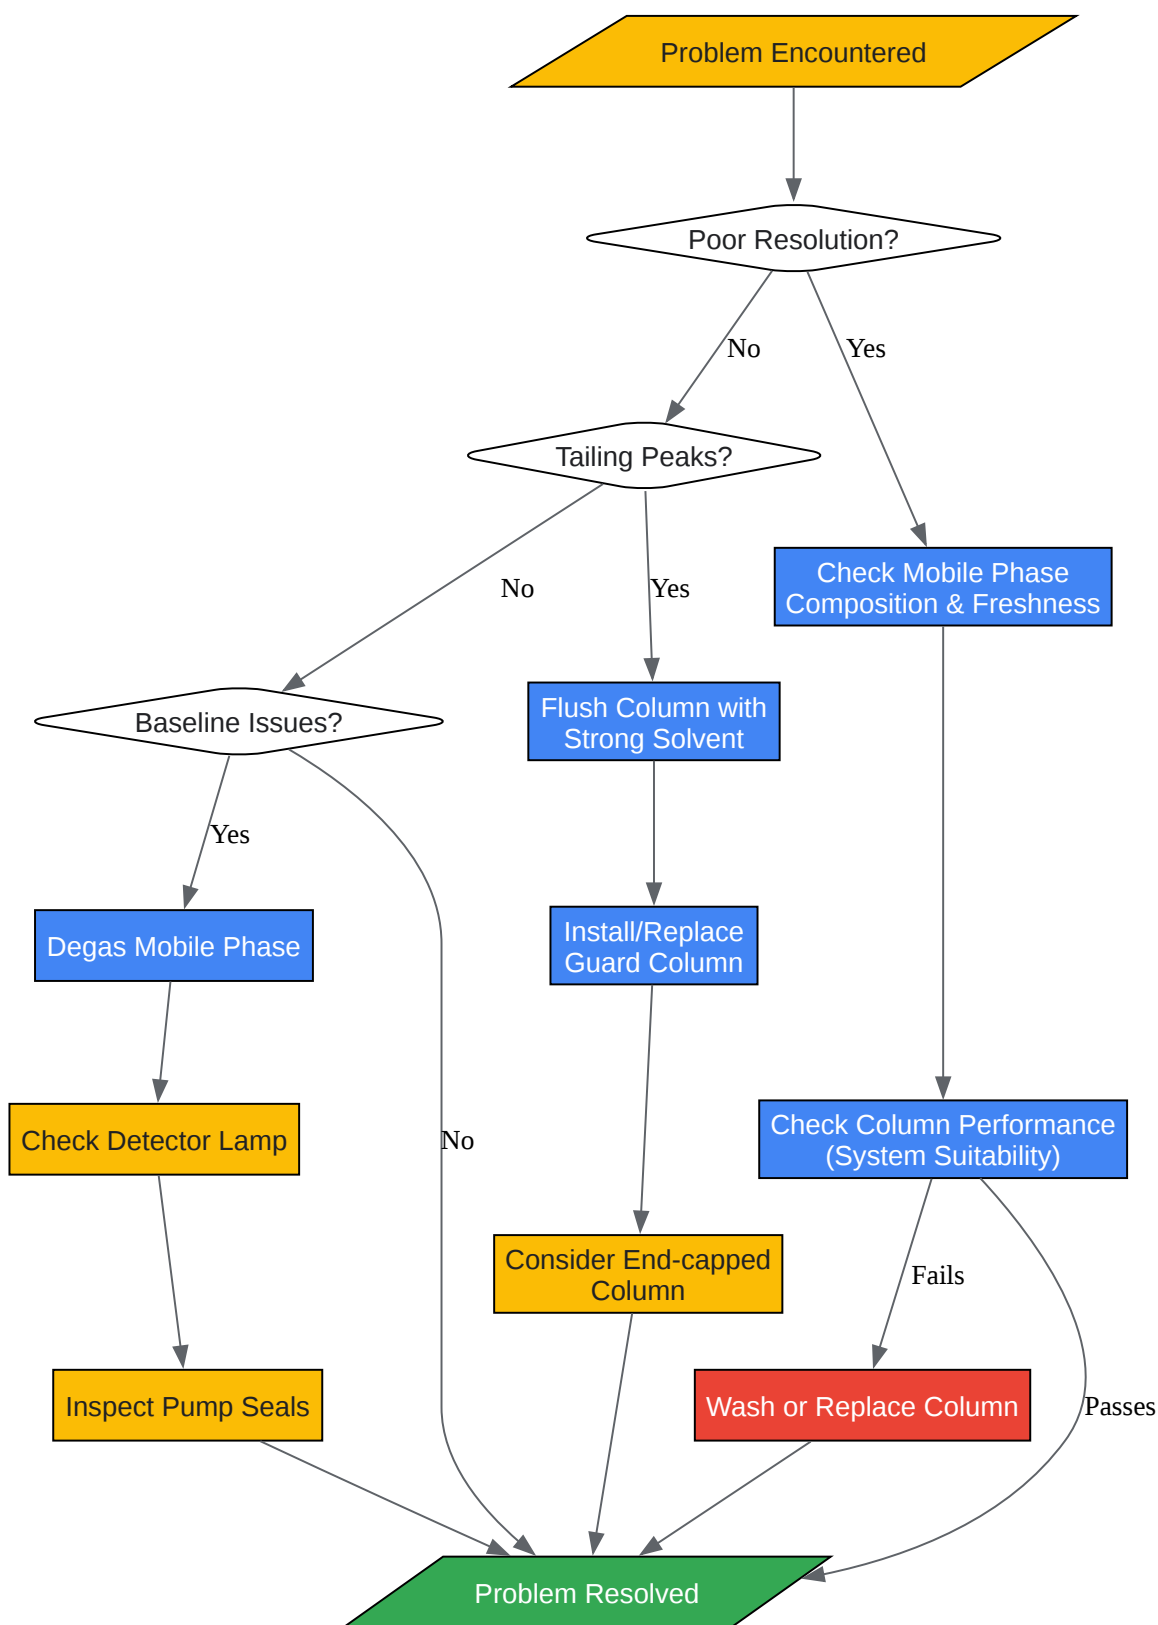 Problem Encountered
Poor Resolution?
No
Yes
Tailing Peaks?
No
Yes
Check Mobile Phase
Composition & Freshness
Baseline Issues?
Flush Column with
Strong Solvent
Yes
Degas Mobile Phase
Install/Replace
Guard Column
Check Detector Lamp
No
Check Column Performance
(System Suitability)
Consider End-capped
Column
Fails
Inspect Pump Seals
Wash or Replace Column
Passes
Problem Resolved